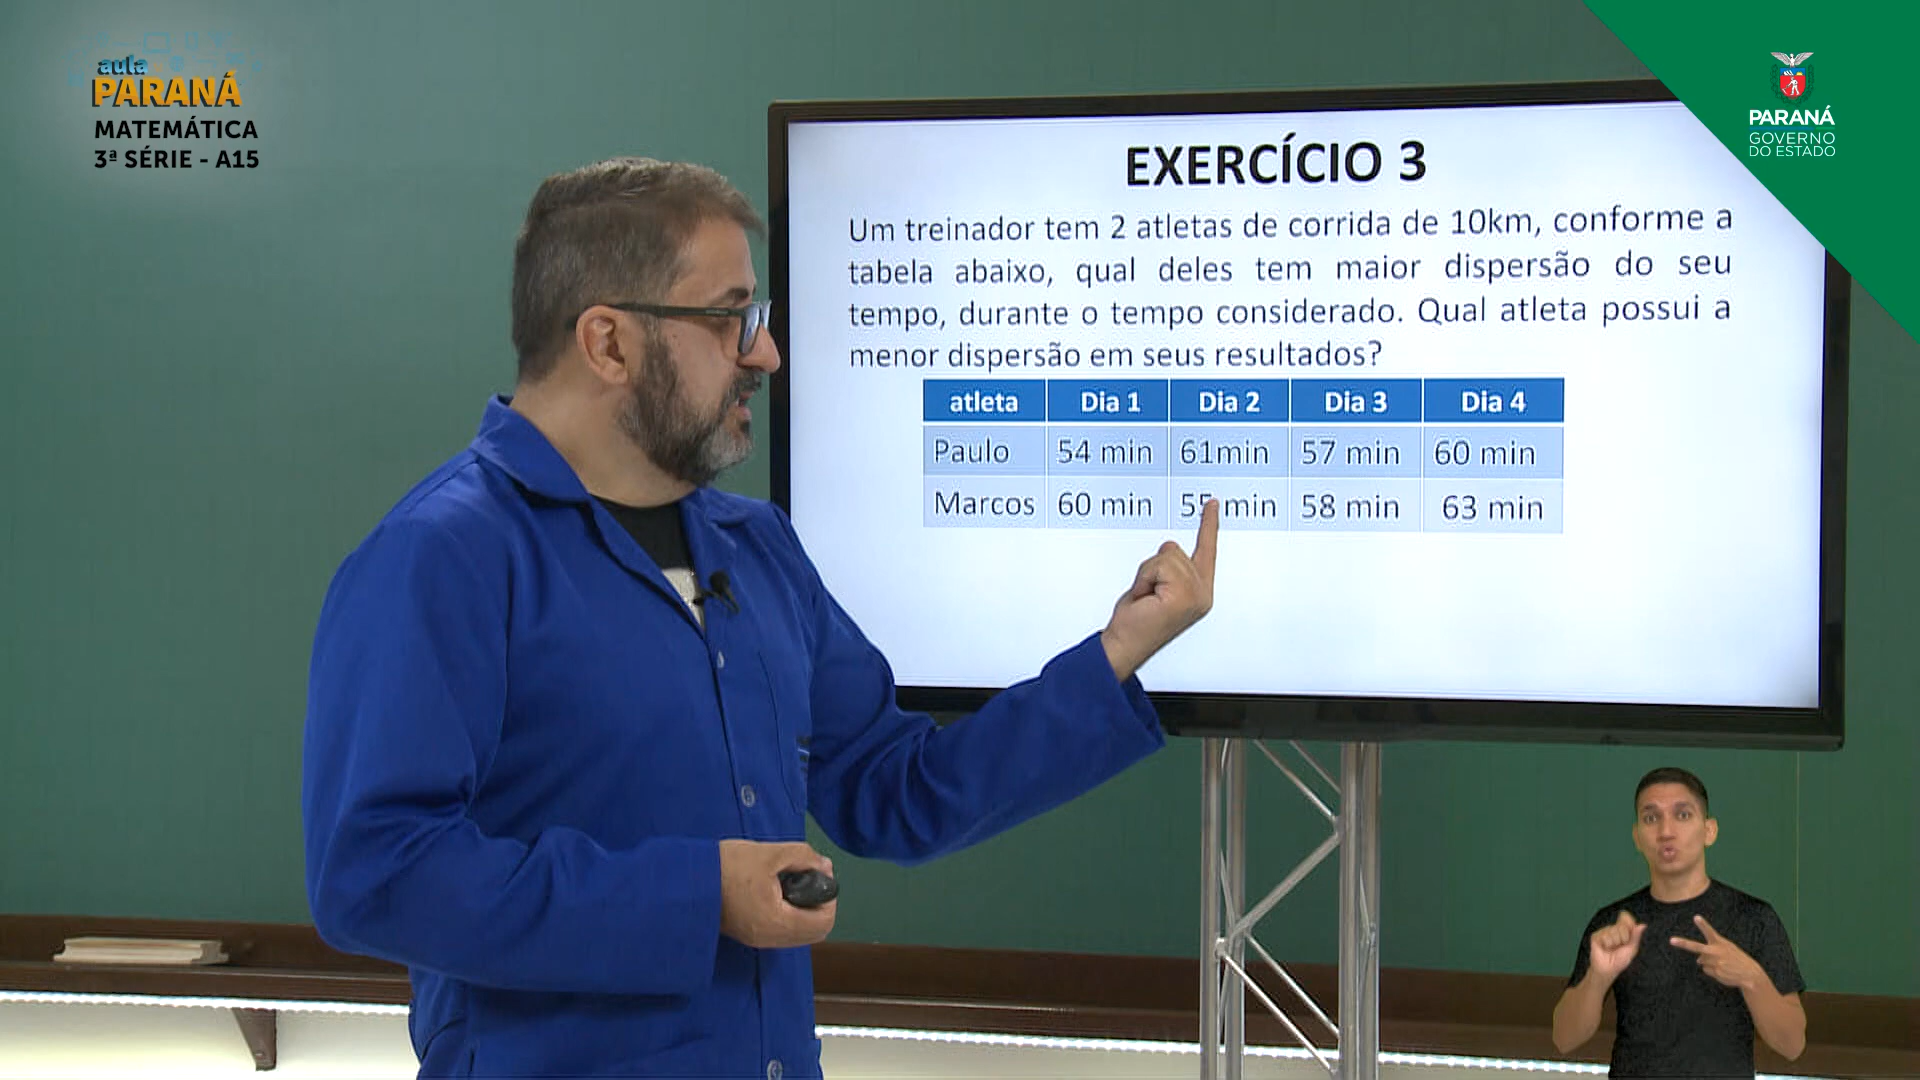 aula
PARANÁ
MATEMÁTICA
3ª SÉRIE - A15
PARANÁ
GOVERNO
DO ESTADO
EXERCÍCIO 3
Um treinador tem 2 atletas de corrida de 10km, conforme a
tabela abaixo, qual deles tem maior dispersão do seu
tempo, durante o tempo considerado. Qual atleta possui a
menor dispersão em seus resultados?
atleta Dia 1 Dia 2 Dia 3 Dia 4
Paulo 54 min 61min 57 min 60 min
Marcos 60 min 55 min 58 min 63 min